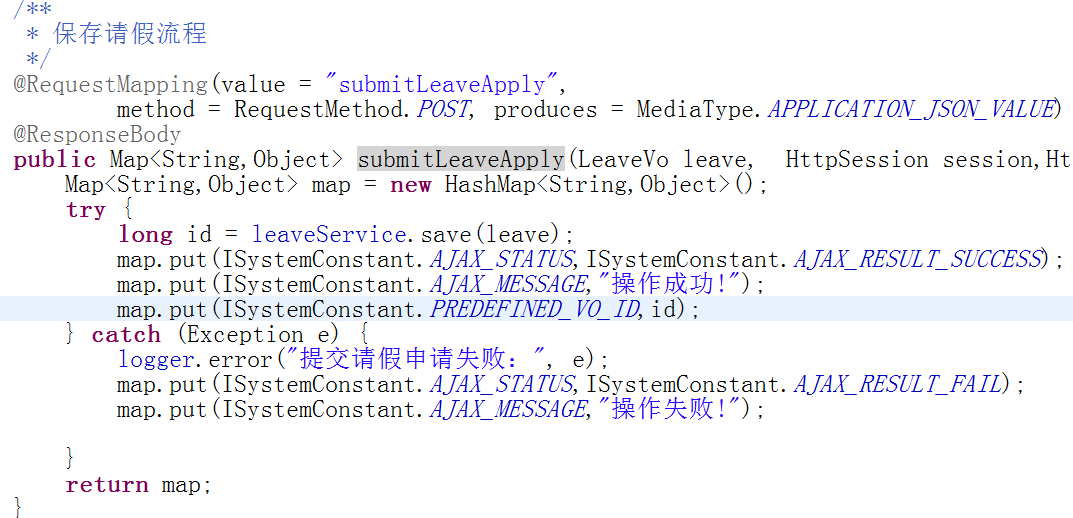 /**
 * 保存请假流程
 */
@RequestMapping(value = "submitLeaveApply",
        method = RequestMethod.POST, produces = MediaType.APPLICATION_JSON_VALUE)
@ResponseBody
public Map<String,Object> submitLeaveApply(LeaveVo leave,  HttpSession session,Ht
    Map<String,Object> map = new HashMap<String,Object>();
    try {
        long id = leaveService.save(leave);
        map.put(ISystemConstant.AJAX_STATUS,ISystemConstant.AJAX_RESULT_SUCCESS);
        map.put(ISystemConstant.AJAX_MESSAGE,"操作成功!");
        map.put(ISystemConstant.PREDEFINED_VO_ID,id);
    } catch (Exception e) {
        logger.error("提交请假申请失败：", e);
        map.put(ISystemConstant.AJAX_STATUS,ISystemConstant.AJAX_RESULT_FAIL);
        map.put(ISystemConstant.AJAX_MESSAGE,"操作失败!");
    }
    return map;
}